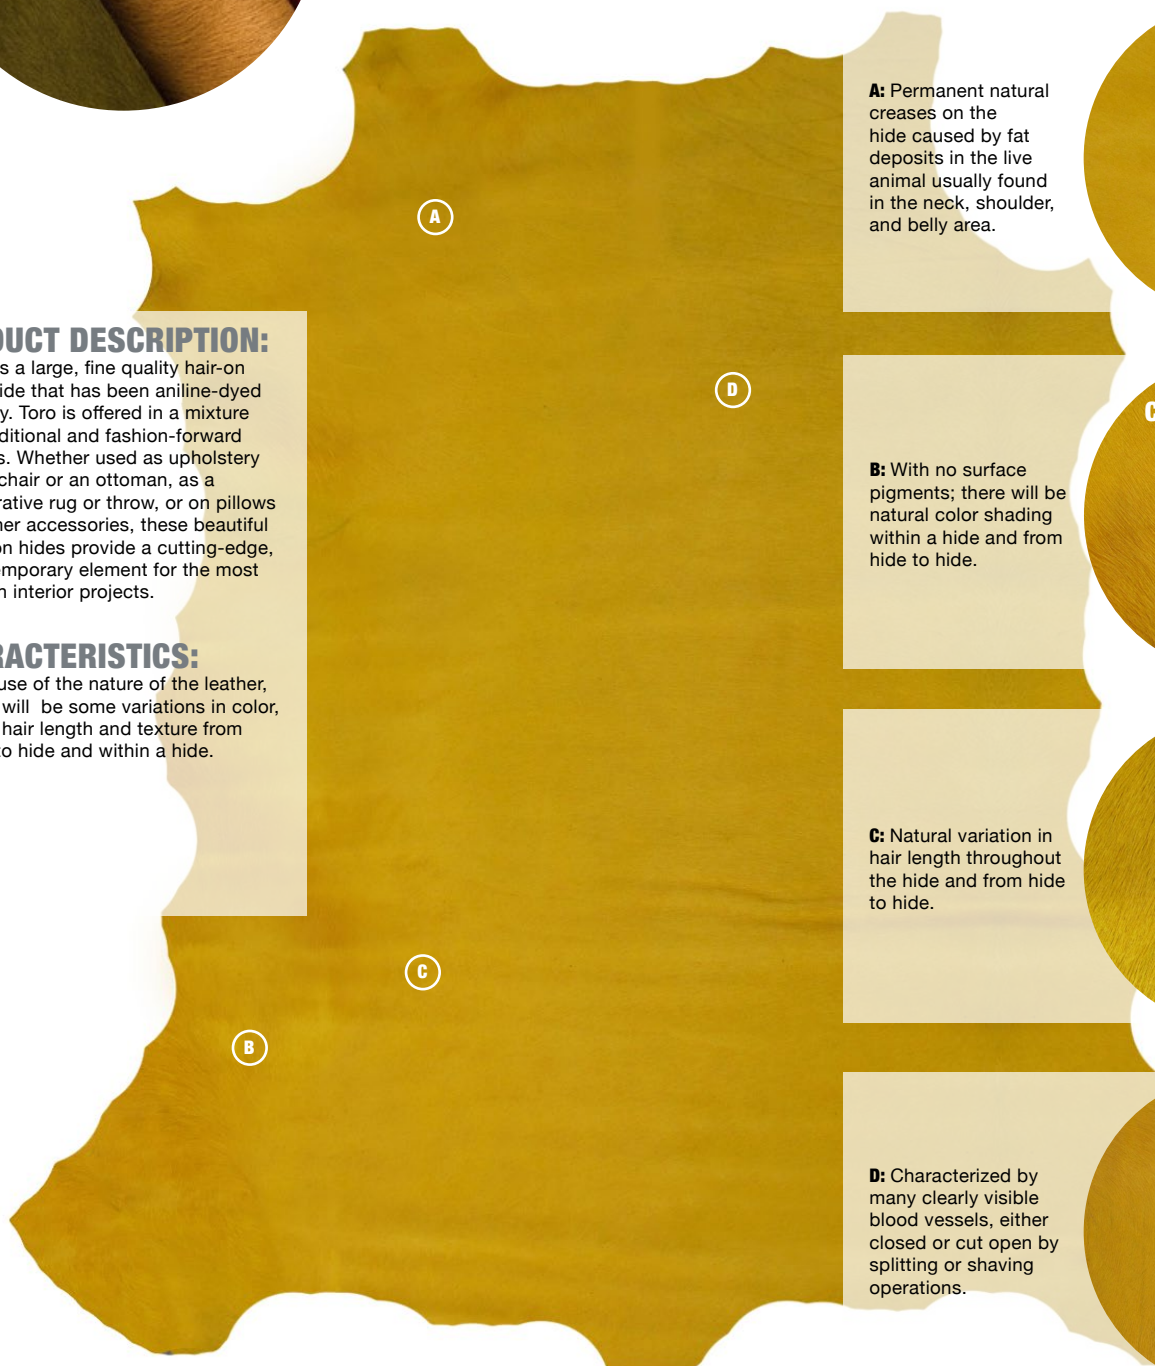 DUCT DESCRIPTION:
s a large, fine quality hair-on
ide that has been aniline-dyed
y. Toro is offered in a mixture
ditional and fashion-forward
s. Whether used as upholstery
chair or an ottoman, as a
rative rug or throw, or on pillows
her accessories, these beautiful
on hides provide a cutting-edge,
emporary element for the most
n interior projects.
RACTERISTICS:
use of the nature of the leather,
will be some variations in color,
hair length and texture from
to hide and within a hide.
A
D
C
B
A: Permanent natural
creases on the
hide caused by fat
deposits in the live
animal usually found
in the neck, shoulder,
and belly area.
B: With no surface
pigments; there will be
natural color shading
within a hide and from
hide to hide.
C: Natural variation in
hair length throughout
the hide and from hide
to hide.
D: Characterized by
many clearly visible
blood vessels, either
closed or cut open by
splitting or shaving
operations.